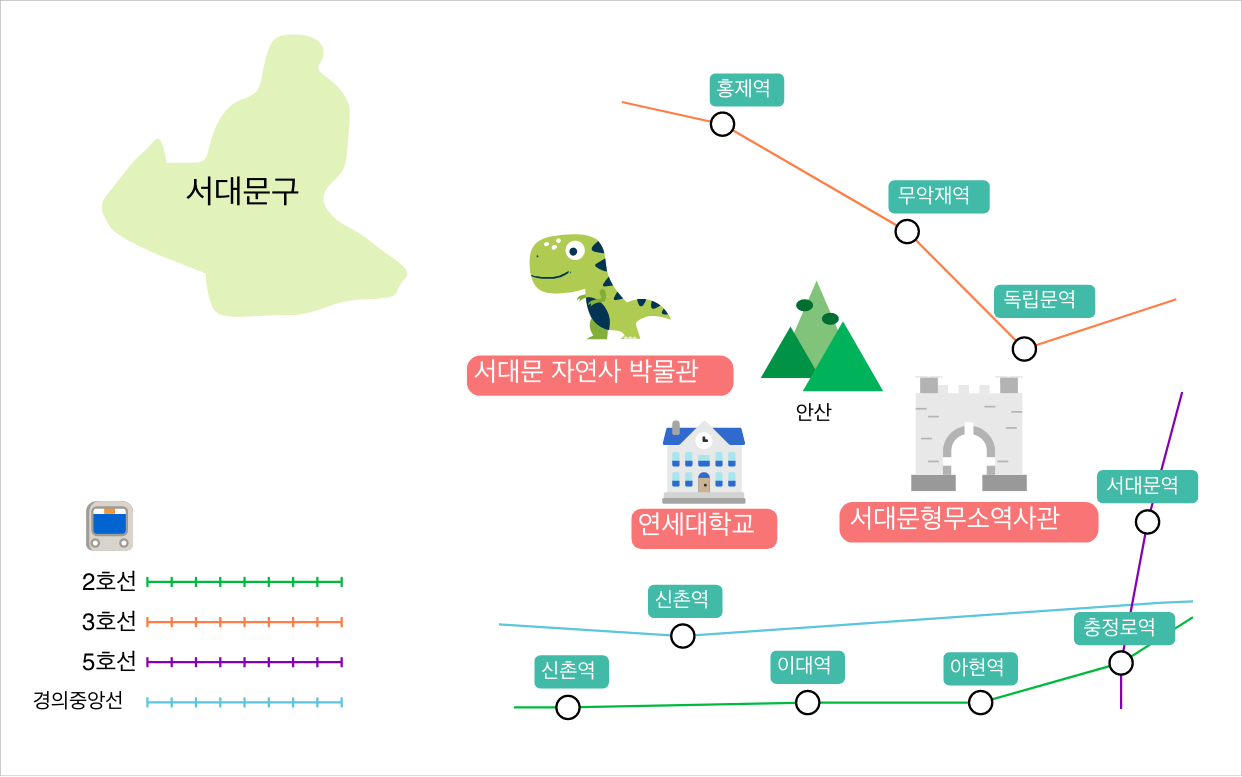 홍제역
서대문구
무악재역
독립문역
서대문 자연사 박물관
안산
서대문역
연세대학교
서대문형무소역사관
2호선
신촌역
3호선
충정로역
5호선
신촌역
이대역
아현역
경의중앙선